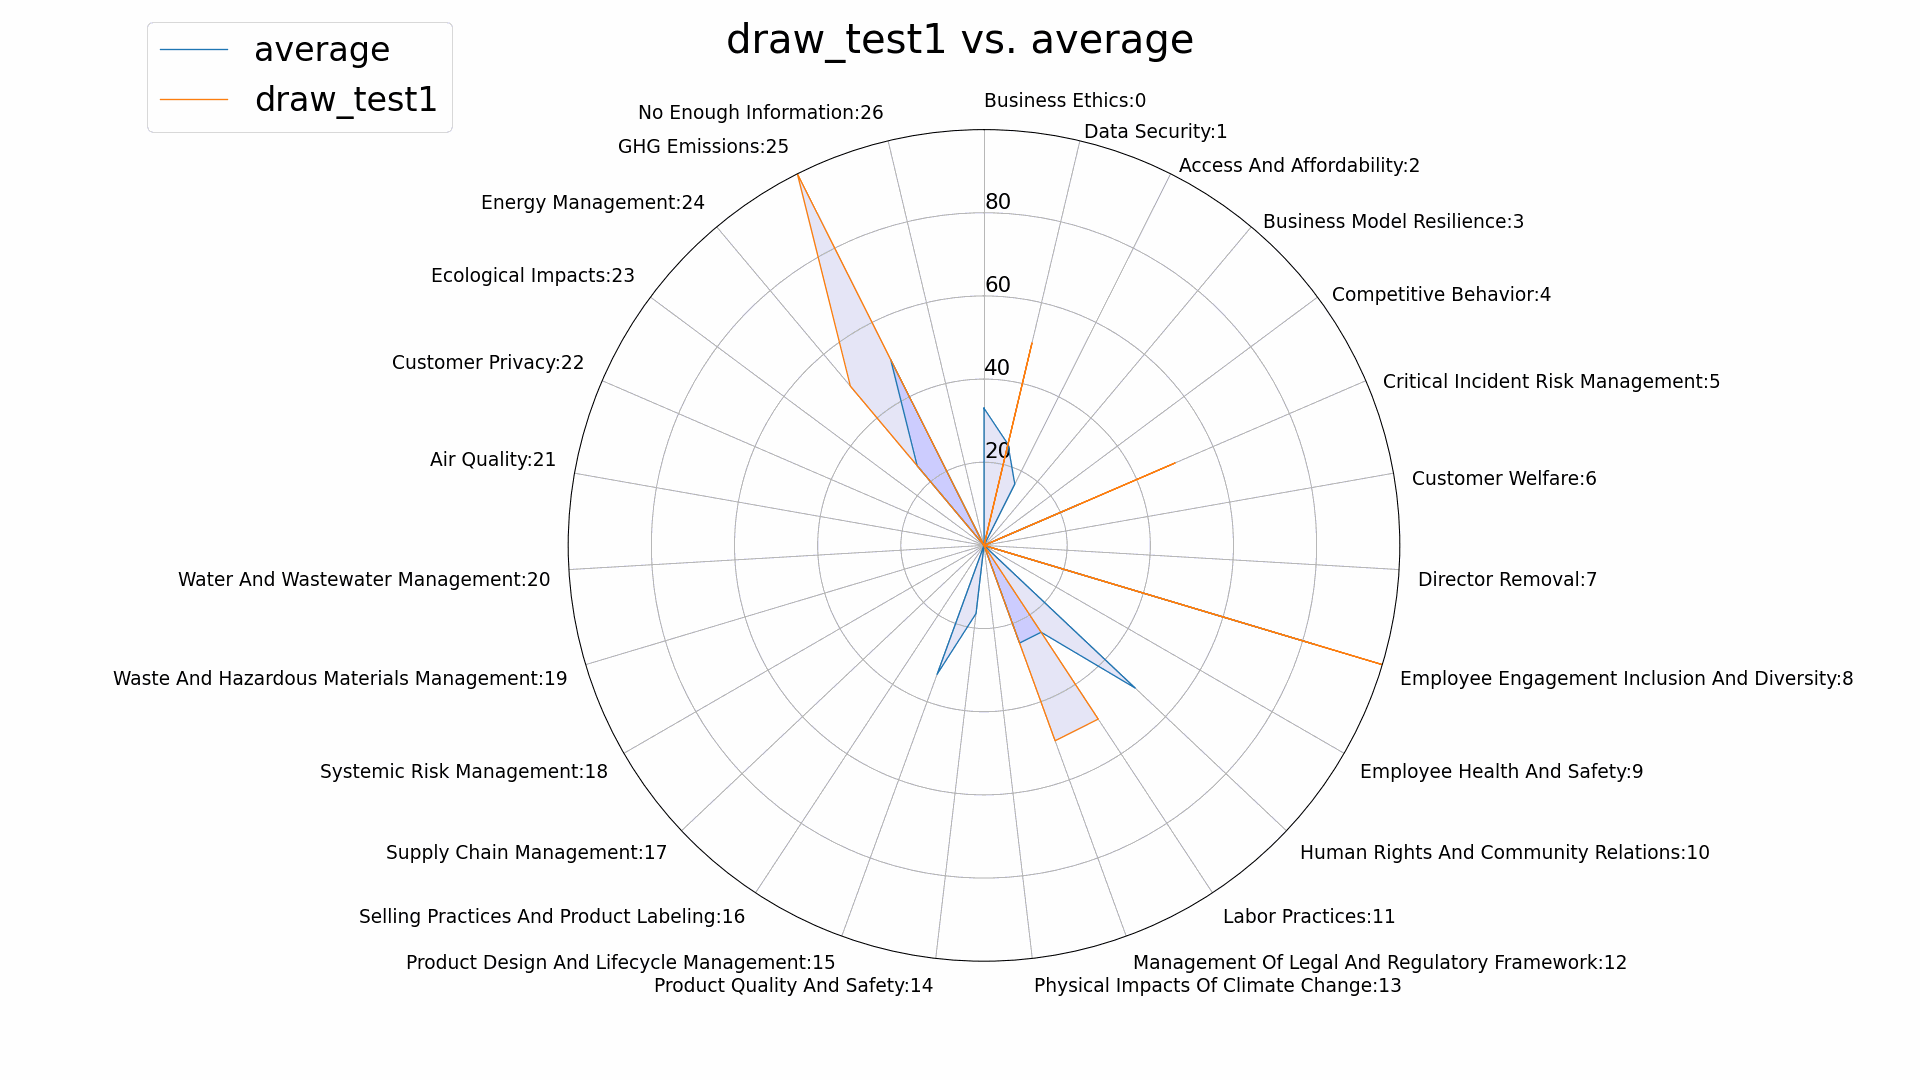 draw_test1 vs. average
average
draw_test1
Business Ethics:0
Data Security:1
Access And Affordability:2
Business Model Resilience:3
Competitive Behavior:4
Critical Incident Risk Management:5
Customer Welfare:6
Director Removal:7
Employee Engagement Inclusion And Diversity:8
Employee Health And Safety:9
Human Rights And Community Relations:10
Labor Practices:11
Management Of Legal And Regulatory Framework:12
Physical Impacts Of Climate Change:13
Product Quality And Safety:14
Product Design And Lifecycle Management:15
Selling Practices And Product Labeling:16
Supply Chain Management:17
Systemic Risk Management:18
Waste And Hazardous Materials Management:19
Water And Wastewater Management:20
Air Quality:21
Customer Privacy:22
Ecological Impacts:23
Energy Management:24
GHG Emissions:25
No Enough Information:26
80
60
40
20